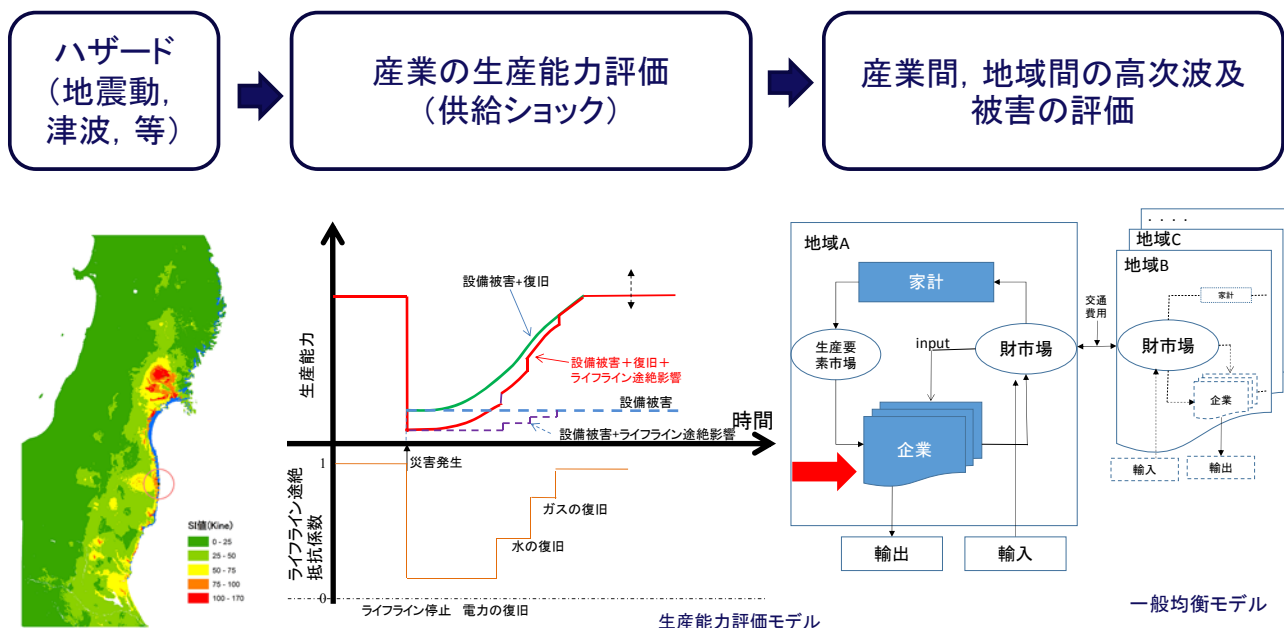 ハザード
(地震動,
津波, 等)
産業の生産能力評価
(供給ショック)
産業間, 地域間の高次波及
被害の評価
SI値(Kine)
0 - 25
25 - 50
50 - 75
75 - 100
100 - 170
生産能力
設備被害+復旧
設備被害+復旧+
ライフライン途絶影響
設備被害
時間
設備被害+ライフライン途絶影響
災害発生
1
ライフライン途絶
抵抗係数
ガスの復旧
水の復旧
0
ライフライン停止 電力の復旧
生産能力評価モデル
地域A
家計
生産要
素市場
input
財市場
企業
輸出
輸入
交通
費用
. . . .
地域C
地域B
家計
財市場
企業
輸入
輸出
一般均衡モデル